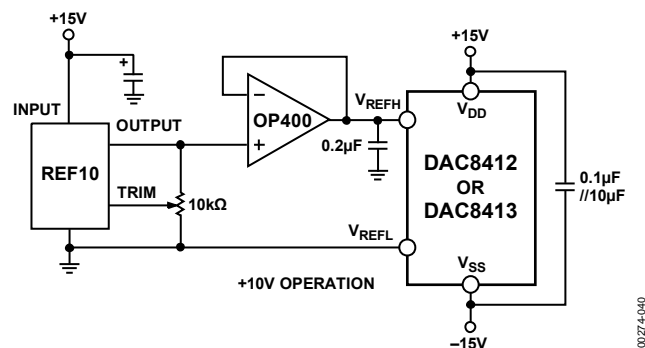 +15V
+15V
+
INPUT
OUTPUT
REF10
TRIM
10kΩ
−
+
OP400
VREFH
0.2µF
VDD
DAC8412
OR
DAC8413
0.1µF
//10µF
VREFL
VSS
+10V OPERATION
−15V
00274-040